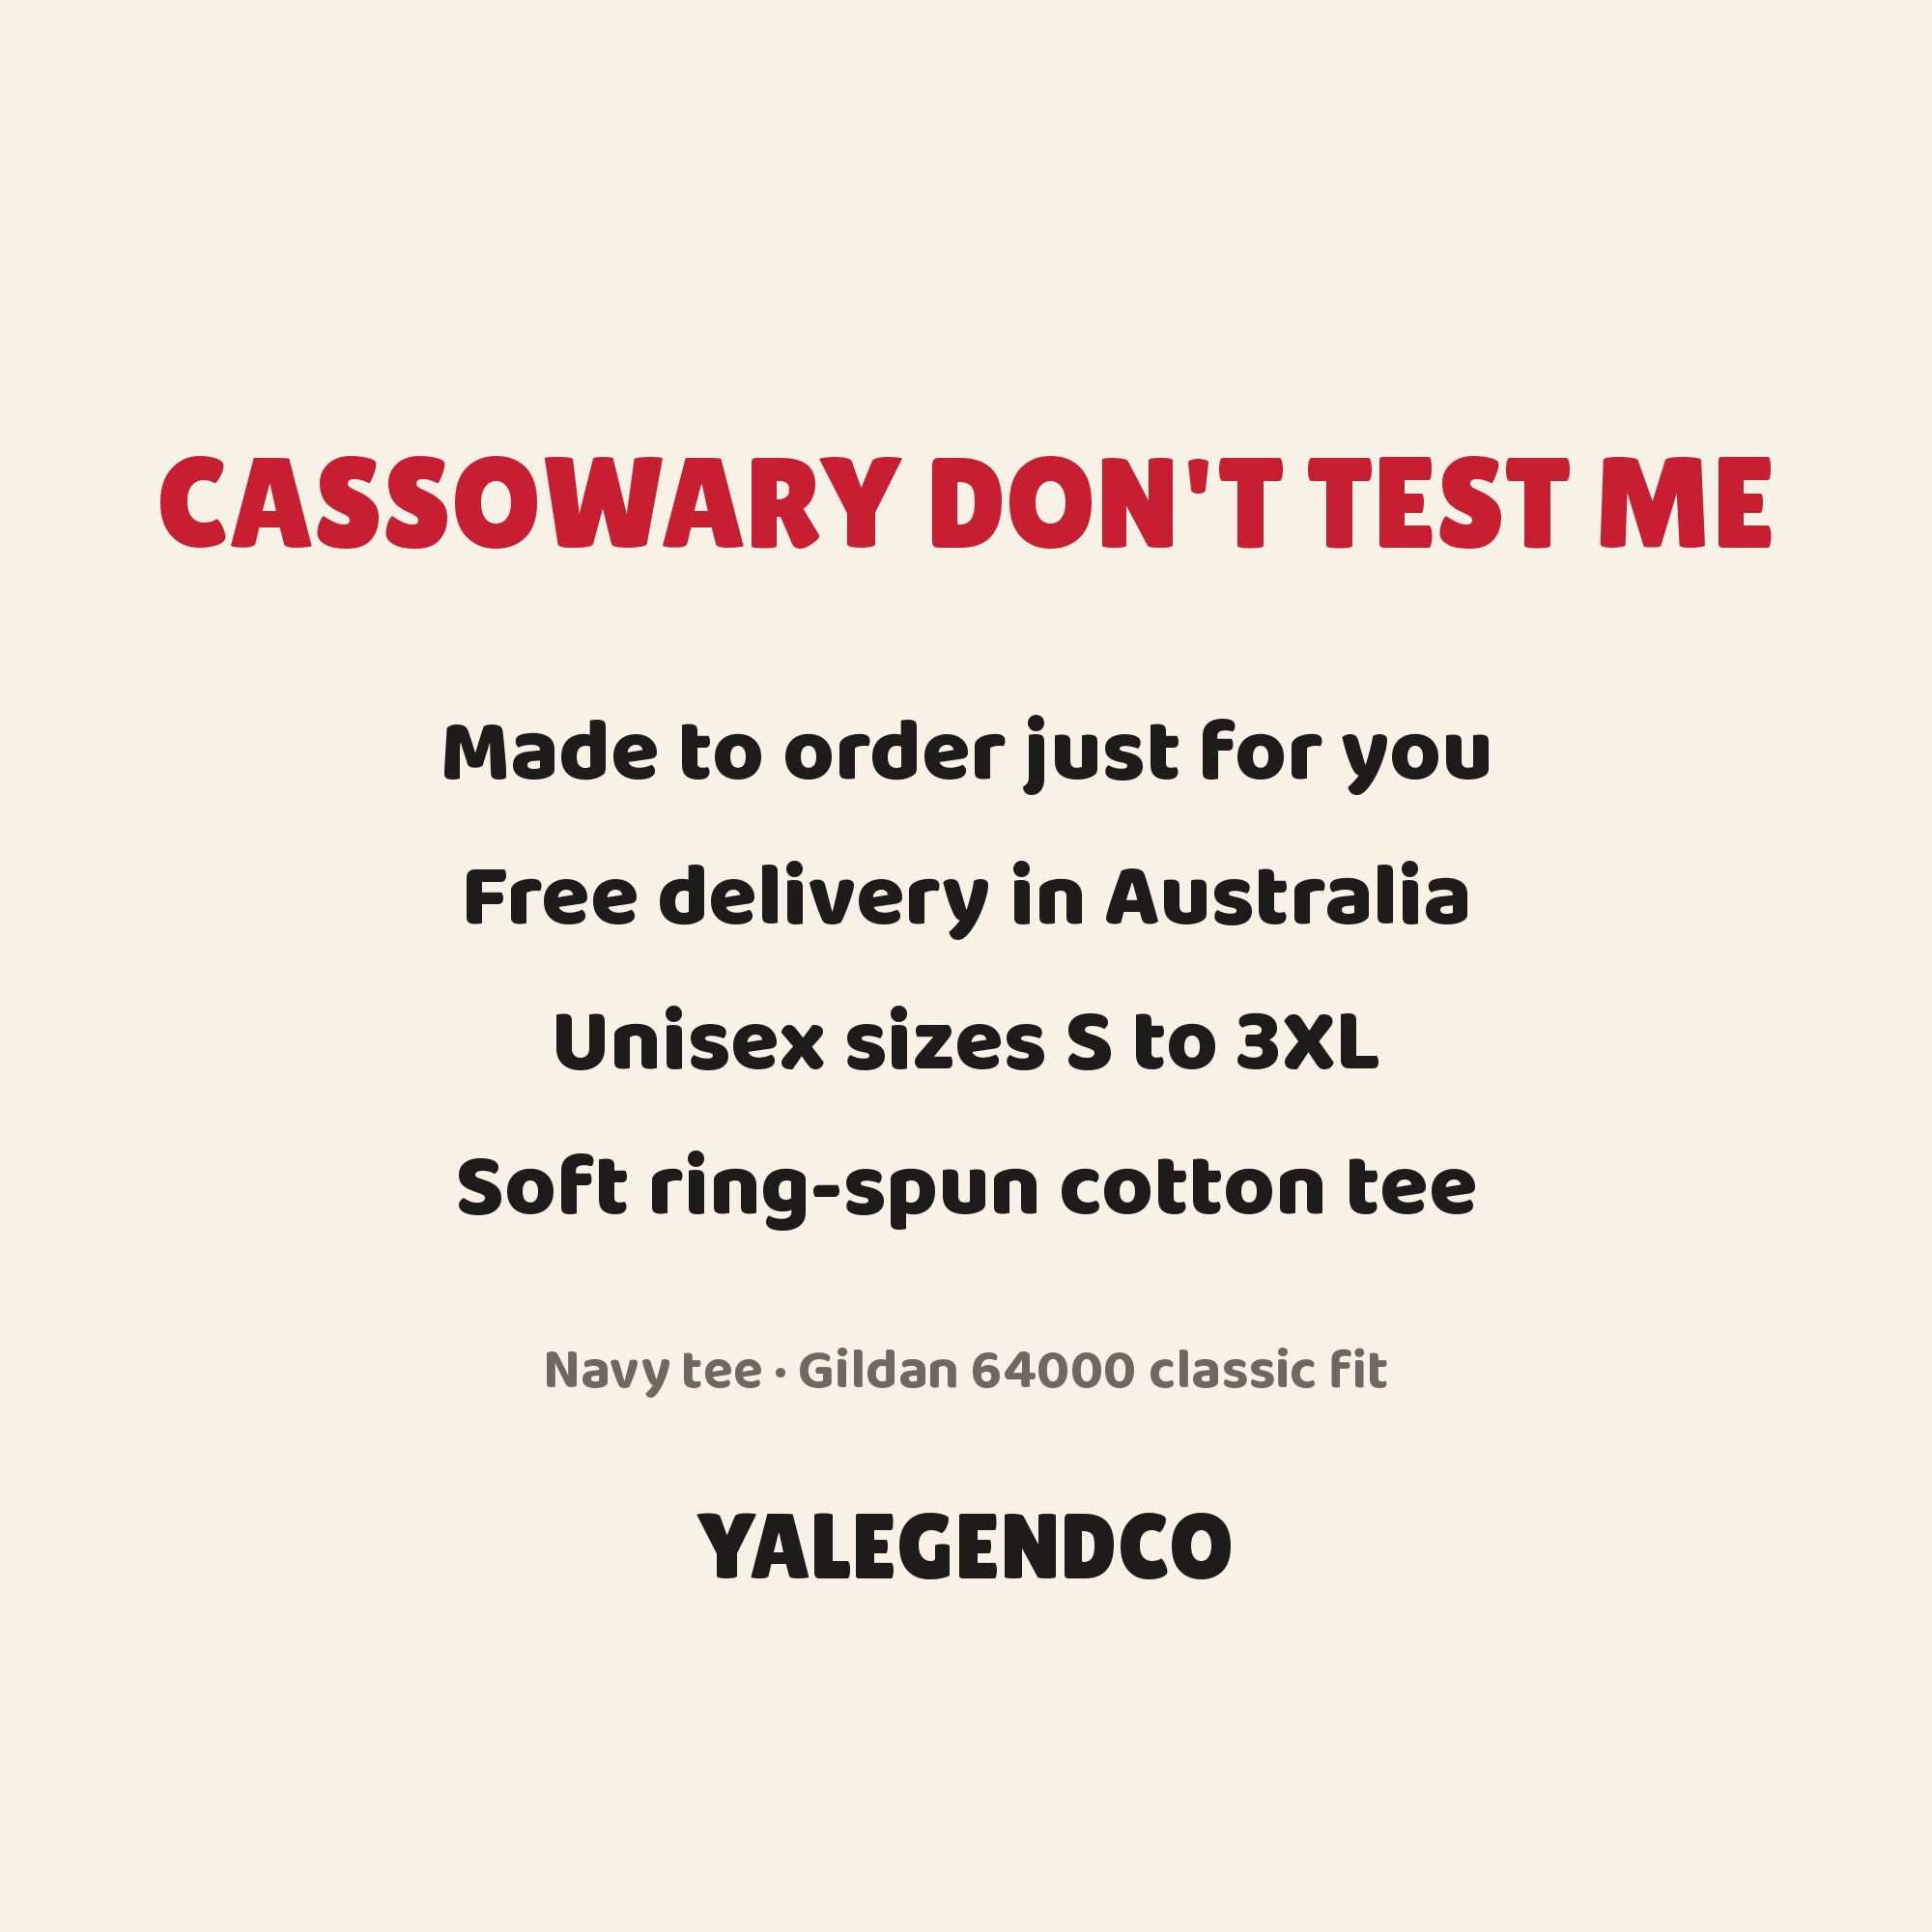 CASSOWARY DON'T TEST ME
Made to order just for you
Free delivery in Australia
Unisex sizes S to 3XL
Soft ring-spun cotton tee
Navy tee · Gildan 64000 classic fit
YALEGENDCO